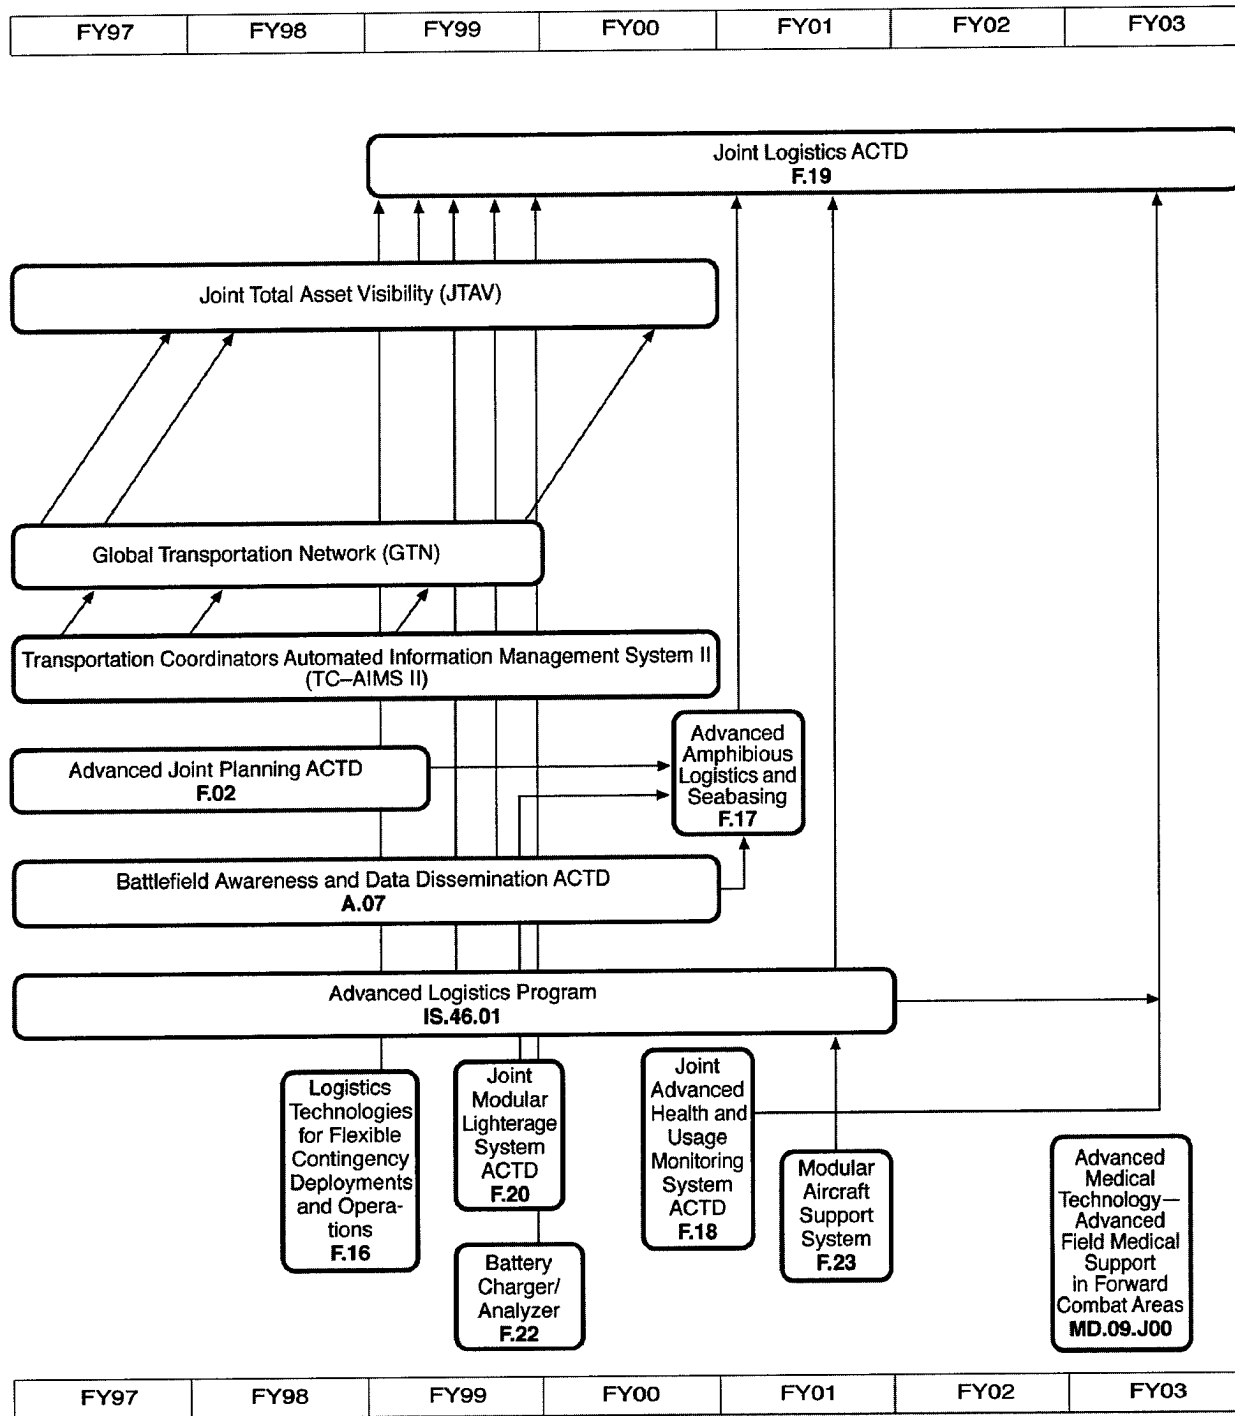 FY97 FY98 FY99 FY00 FY01 FY02 FY03
Joint Logistics ACTD
F.19
Joint Total Asset Visibility (JTAV)
Global Transportation Network (GTN)
Transportation Coordinators Automated Information Management System II
(TC–AIMS II)
Advanced Joint Planning ACTD
F.02
Advanced
Amphibious
Logistics and
Seabasing
F.17
Battlefield Awareness and Data Dissemination ACTD
A.07
Advanced Logistics Program
IS.46.01
Logistics
Technologies
for Flexible
Contingency
Deployments
and Opera-
tions
F.16
Joint
Modular
Lighterage
System
ACTD
F.20
Battery
Charger/
Analyzer
F.22
Joint
Advanced
Health and
Usage
Monitoring
System
ACTD
F.18
Modular
Aircraft
Support
System
F.23
Advanced
Medical
Technology—
Advanced
Field Medical
Support
in Forward
Combat Areas
MD.09.J00
FY97 FY98 FY99 FY00 FY01 FY02 FY03